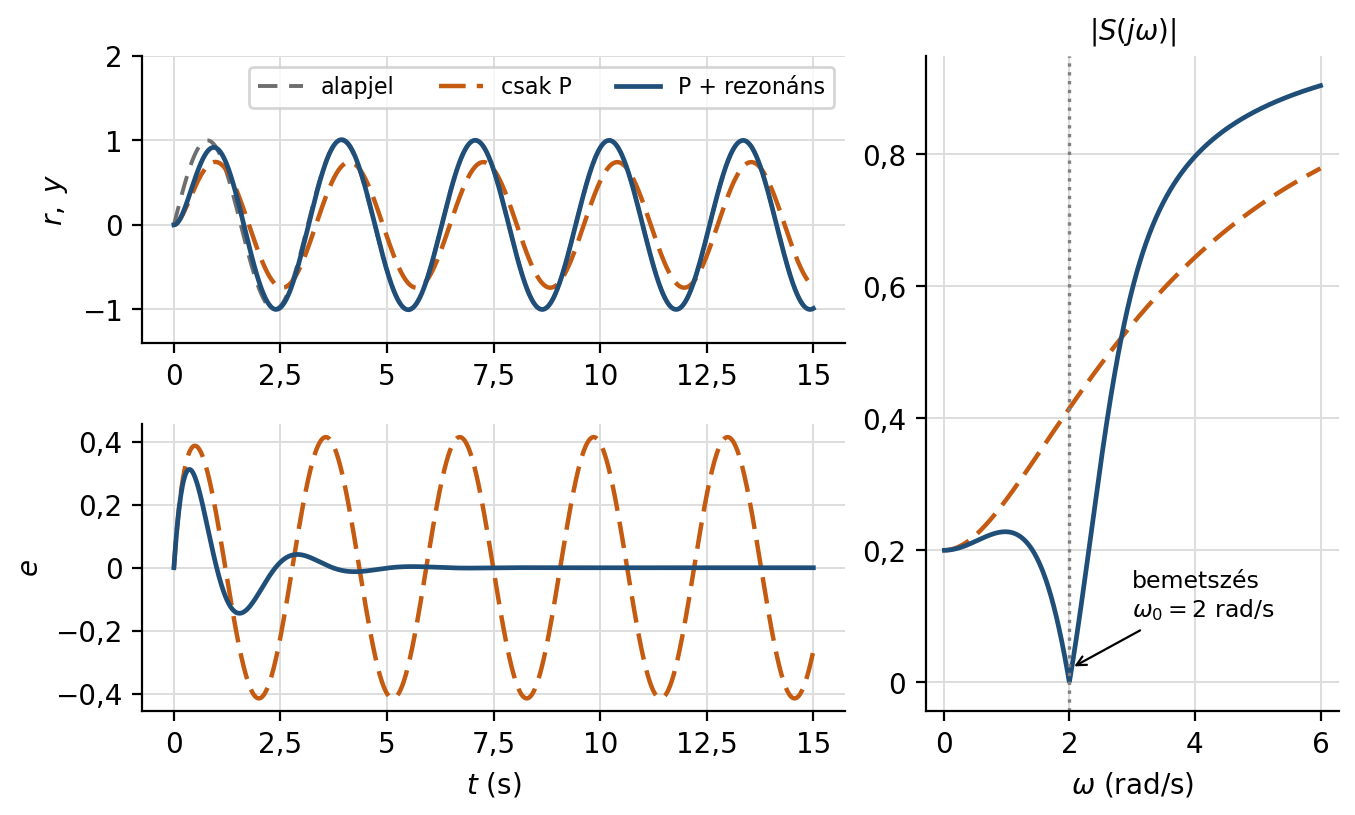 alapjel csak P P + rezonáns
2
1
0
−1
r, y
0 2,5 5 7,5 10 12,5 15
0,4
0,2
0
−0,2
−0,4
e
0 2,5 5 7,5 10 12,5 15
t (s)
|S(jω)|
0,8
0,6
0,4
0,2
0
bemetszés
ω₀ = 2 rad/s
0 2 4 6
ω (rad/s)